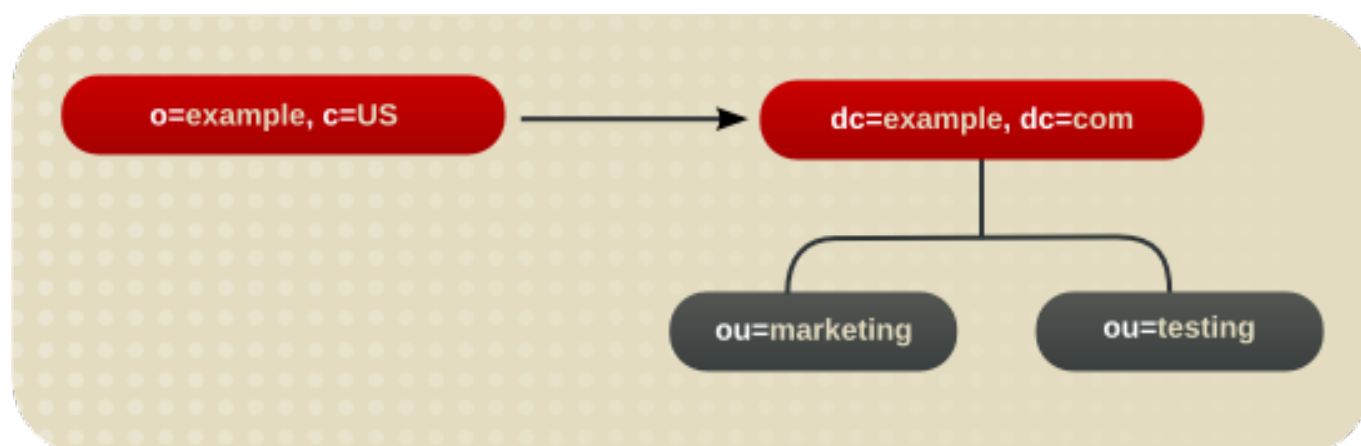 o=example, c=US
dc=example, dc=com
ou=marketing
ou=testing